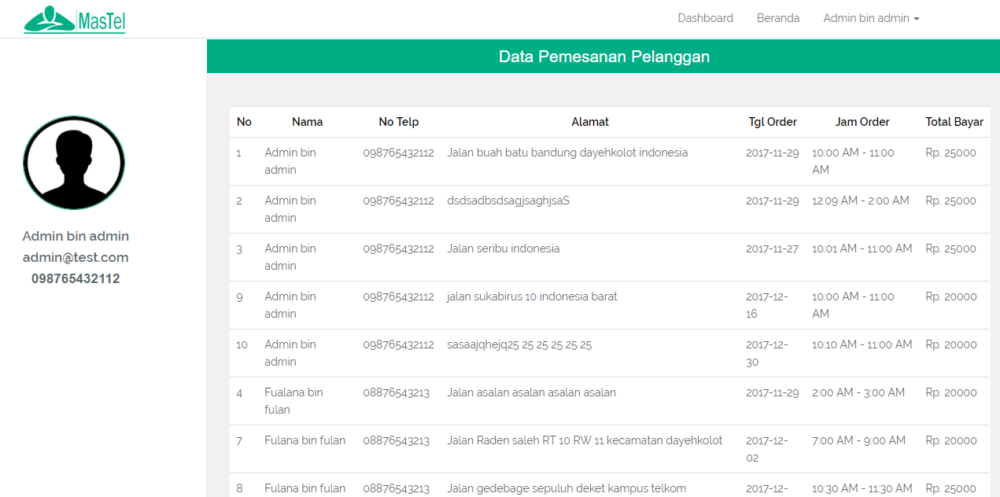 MasTel
Dashboard Beranda Admin bin admin
Data Pemesanan Pelanggan
Admin bin admin
admin@test.com
098765432112
No Nama No Telp Alamat Tgl Order Jam Order Total Bayar
1 Admin bin 098765432112 Jalan buah batu bandung dayehkolot indonesia 2017-11-29 10:00 AM - 11:00 Rp. 25000
admin AM
2 Admin bin 098765432112 dsdsadbsdsagjsaghjsaS 2017-11-29 12:09 AM - 2:00 AM Rp. 25000
admin
3 Admin bin 098765432112 Jalan seribu indonesia 2017-11-27 10:01 AM - 11:00 AM Rp. 25000
admin
9 Admin bin 098765432112 jalan sukabirus 10 indonesia barat 2017-12- 10:00 AM - 11:00 Rp. 20000
admin 16 AM
10 Admin bin 098765432112 sasaajqhejq25 25 25 25 25 25 2017-12- 10:10 AM - 11:00 AM Rp. 20000
admin 30
4 Fualana bin 08876543213 Jalan asalan asalan asalan asalan 2017-11-29 2:00 AM - 3:00 AM Rp. 20000
fulan
7 Fulana bin fulan 08876543213 Jalan Raden saleh RT 10 RW 11 kecamatan dayehkolot 2017-12- 7:00 AM - 9:00 AM Rp. 20000
02
8 Fulana bin fulan 08876543213 Jalan gedebage sepuluh deket kampus telkom 2017-12- 10:30 AM - 11:30 AM Rp. 25000